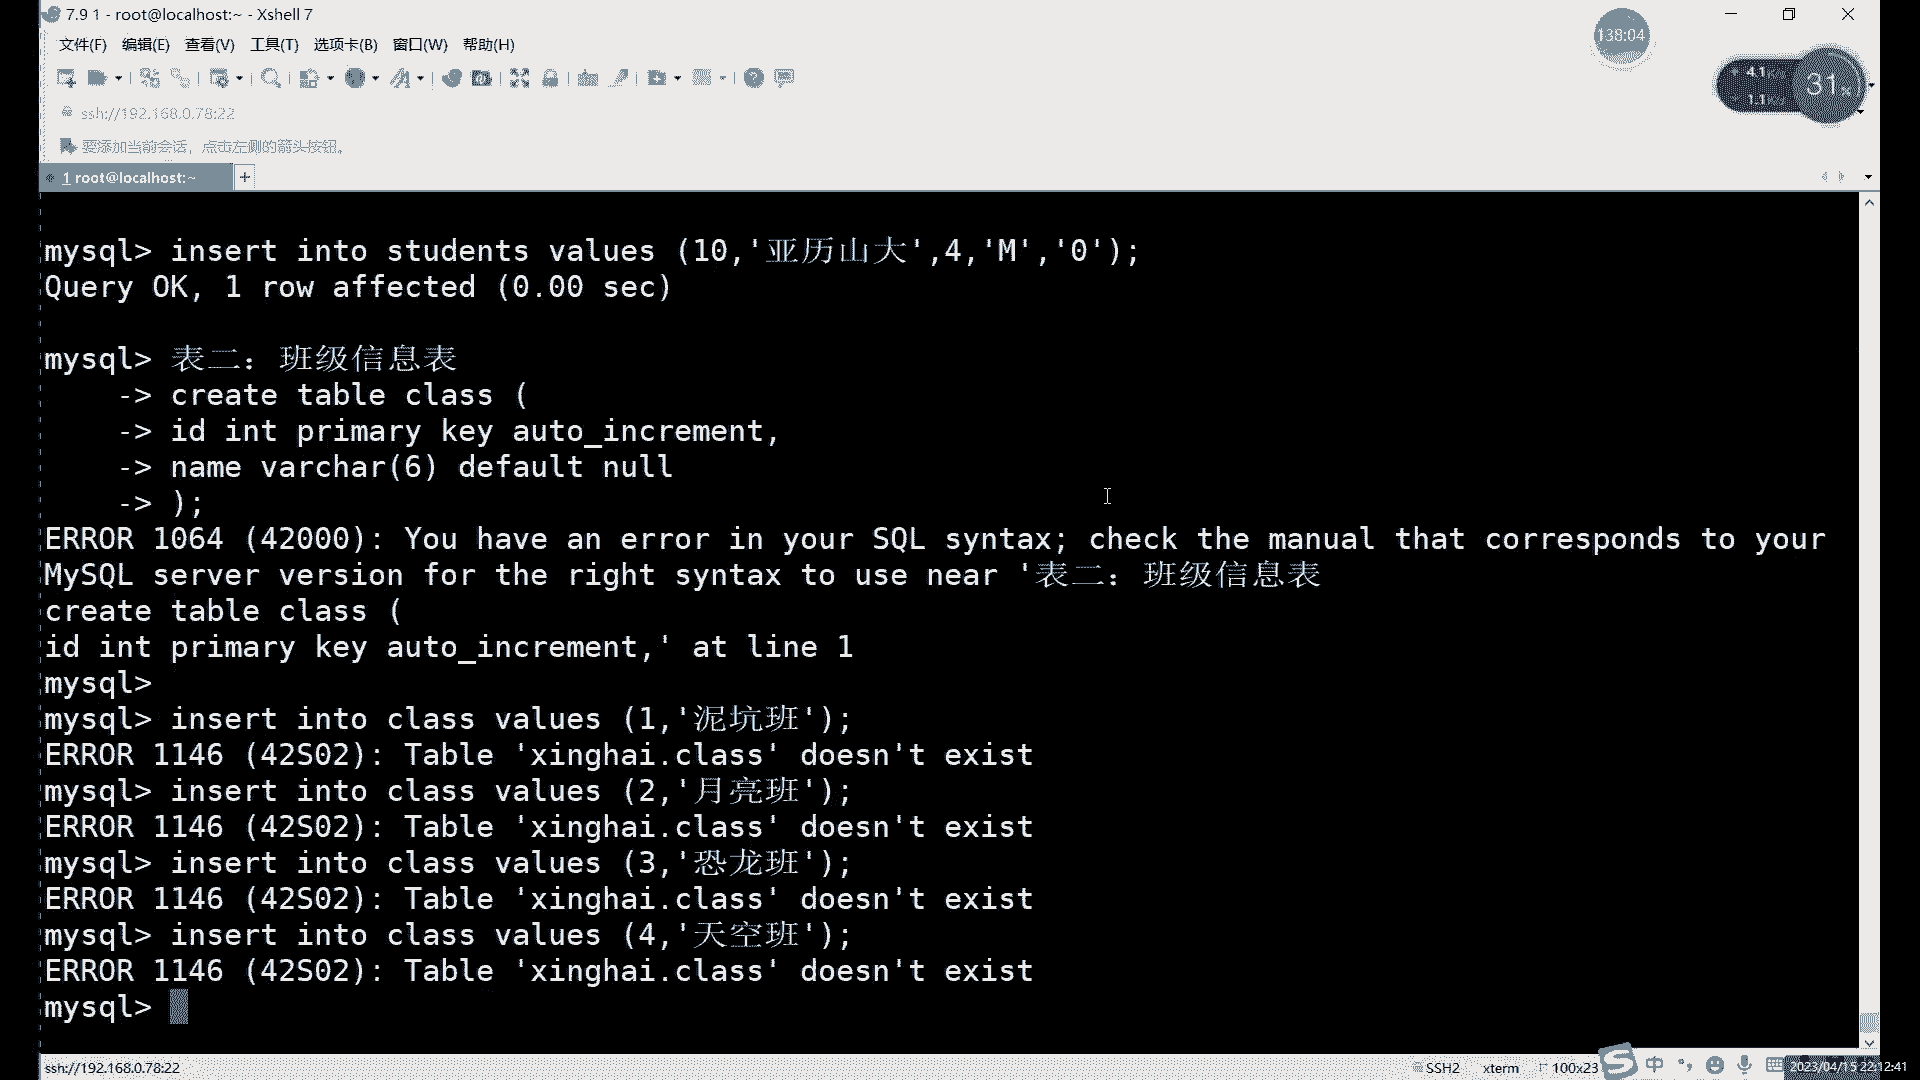 7.9 1 - root@localhost:~ - Xshell 7
138:04
文件(F) 编辑(E) 查看(V) 工具(T) 选项卡(B) 窗口(W) 帮助(H)
4.1
31%
1.1
ssh://192.168.0.78:22
要添加当前会话，点击左侧的箭头按钮。
1 root@localhost:~
mysql> insert into students values (10,'亚历山大',4,'M','0');
Query OK, 1 row affected (0.00 sec)
mysql> 表二：班级信息表
-> create table class (
-> id int primary key auto_increment,
-> name varchar(6) default null
-> );
ERROR 1064 (42000): You have an error in your SQL syntax; check the manual that corresponds to your
MySQL server version for the right syntax to use near '表二：班级信息表
create table class (
id int primary key auto_increment,' at line 1
mysql>
mysql> insert into class values (1,'泥坑班');
ERROR 1146 (42S02): Table 'xinghai.class' doesn't exist
mysql> insert into class values (2,'月亮班');
ERROR 1146 (42S02): Table 'xinghai.class' doesn't exist
mysql> insert into class values (3,'恐龙班');
ERROR 1146 (42S02): Table 'xinghai.class' doesn't exist
mysql> insert into class values (4,'天空班');
ERROR 1146 (42S02): Table 'xinghai.class' doesn't exist
mysql>
ssh://192.168.0.78:22 SSH2 xterm 100x23 中 2023/04/15 22:12:41